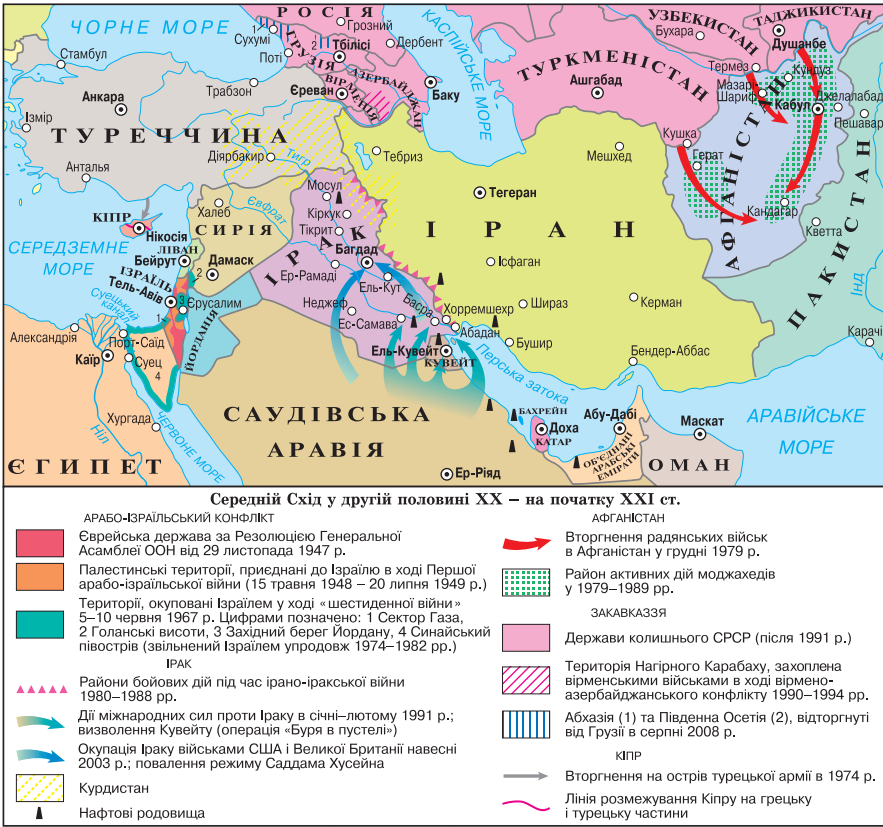 РОСІЯ
ЧОРНЕ МОРЕ
КАСПІЙСЬКЕ МОРЕ
УЗБЕКИСТАН
ТАДЖИКИСТАН
Грозний
Сухумі
1
2
Поті
ГРУЗІЯ
Тбілісі
Дербент
Бухара
Душанбе
Стамбул
ТУРКМЕНІСТАН
Термез
Кундуз
Мазарі-
Шариф
ВІРМЕНІЯ
АЗЕРБАЙДЖАН
Єреван
Баку
Ашгабад
Анкара
Трабзон
Кабул
Джелалабад
Пешавар
Ізмір
ТУРЕЧЧИНА
Кушка
Герат
АФГАНІСТАН
Діярбакир
Тигр
Тебриз
Мешхед
Анталья
Мосул
Тегеран
Кандагар
КІПР
Нікосія
Халеб
Євфрат
Кіркук
Тікрит
ІРАН
Кветта
СИРІЯ
СЕРЕДЗЕМНЕ
МОРЕ
ЛІВАН
Бейрут
Дамаск
2
ІРАК
Багдад
Ісфаган
ПАКИСТАН
Інд
ІЗРАЇЛЬ
Тель-Авів
3
Єрусалим
1
Ер-Рамаді
Ель-Кут
Неджеф
Басра
Хорремшехр
Шираз
Керман
Суецький
канал
ЙОРДАНІЯ
Ес-Самава
Абадан
Александрія
Порт-Саїд
Бушир
Карачі
Каїр
Суец
4
Ель-Кувейт
КУВЕЙТ
Перська затока
Бендер-Аббас
Хургада
САУДІВСЬКА
АРАВІЯ
БАХРЕЙН
Доха
КАТАР
Абу-Дабі
Маскат
АРАВІЙСЬКЕ
МОРЕ
Ніл
ЧЕРВОНЕ МОРЕ
ЄГИПЕТ
Ер-Ріяд
ОБ'ЄДНАН.
АРАБСЬКІ
ЕМІРАТИ
ОМАН
Середній Схід у другій половині ХХ – на початку ХХІ ст.
АРАБО-ІЗРАЇЛЬСЬКИЙ КОНФЛІКТ
Єврейська держава за Резолюцією Генеральної
Асамблеї ООН від 29 листопада 1947 р.
Палестинські території, приєднані до Ізраїлю в ході Першої
арабо-ізраїльської війни (15 травня 1948 – 20 липня 1949 р.)
Території, окуповані Ізраїлем у ході «шестиденної війни»
5–10 червня 1967 р. Цифрами позначено: 1 Сектор Газа,
2 Голанські висоти, 3 Західний берег Йордану, 4 Синайський
півострів (звільнений Ізраїлем упродовж 1974–1982 рр.)
ІРАК
Райони бойових дій під час ірано-іракської війни
1980–1988 рр.
Дії міжнародних сил проти Іраку в січні–лютому 1991 р.;
визволення Кувейту (операція «Буря в пустелі»)
Окупація Іраку військами США і Великої Британії навесні
2003 р.; повалення режиму Саддама Хусейна
Курдистан
Нафтові родовища
АФГАНІСТАН
Вторгнення радянських військ
в Афганістан у грудні 1979 р.
Район активних дій моджахедів
у 1979–1989 рр.
ЗАКАВКАЗЗЯ
Держави колишнього СРСР (після 1991 р.)
Територія Нагірного Карабаху, захоплена
вірменськими військами в ході вірмено-
азербайджанського конфлікту 1990–1994 рр.
Абхазія (1) та Південна Осетія (2), відторгнуті
від Грузії в серпні 2008 р.
КІПР
Вторгнення на острів турецької армії в 1974 р.
Лінія розмежування Кіпру на грецьку
і турецьку частини